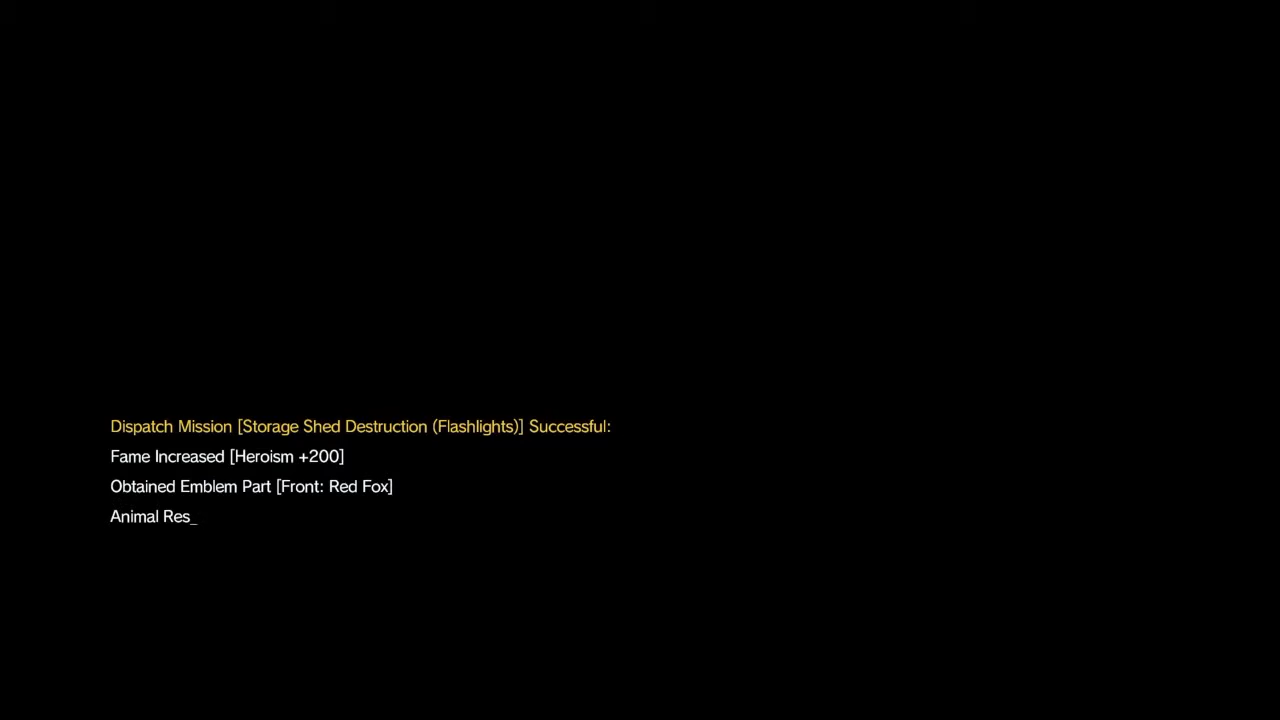 Dispatch Mission [Storage Shed Destruction (Flashlights)] Successful:
Fame Increased [Heroism +200]
Obtained Emblem Part [Front: Red Fox]
Animal Res_